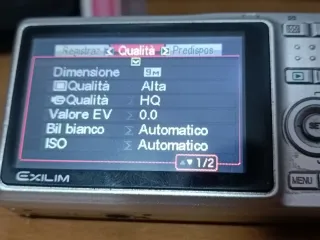 Registraz. Qualità Predispos.
Dimensione 9M
Qualità Alta
Qualità HQ
Valore EV 0.0
Bil bianco Automatico
ISO Automatico
▲▼ 1/2
EXILIM
MENU